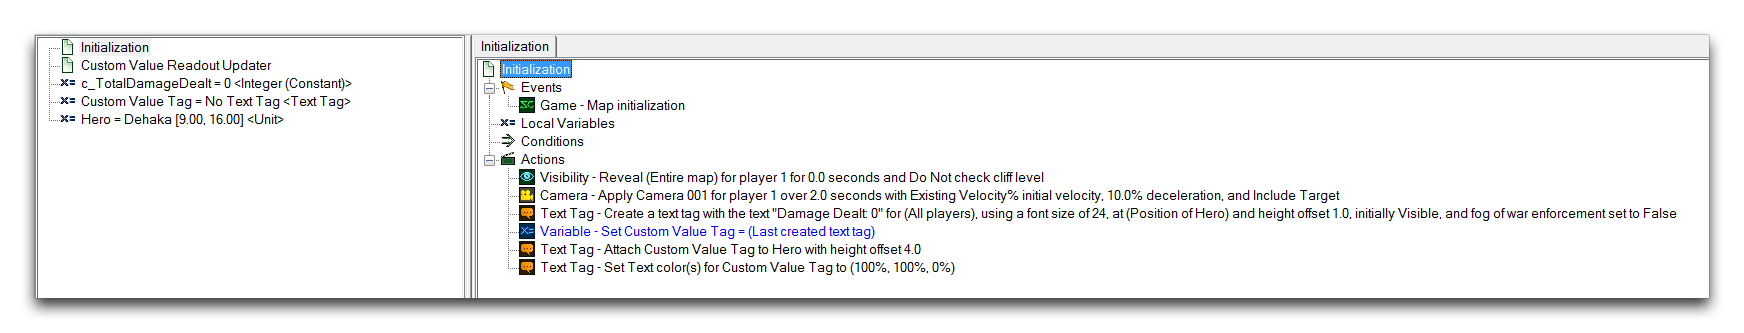 Initialization
Custom Value Readout Updater
c_TotalDamageDealt = 0 <Integer (Constant)>
Custom Value Tag = No Text Tag <Text Tag>
Hero = Dehaka [9.00, 16.00] <Unit>
Initialization
Initialization
Events
Game - Map initialization
Local Variables
Conditions
Actions
Visibility - Reveal (Entire map) for player 1 for 0.0 seconds and Do Not check cliff level
Camera - Apply Camera 001 for player 1 over 2.0 seconds with Existing Velocity% initial velocity, 10.0% deceleration, and Include Target
Text Tag - Create a text tag with the text "Damage Dealt: 0" for (All players), using a font size of 24, at (Position of Hero) and height offset 1.0, initially Visible, and fog of war enforcement set to False
Variable - Set Custom Value Tag = (Last created text tag)
Text Tag - Attach Custom Value Tag to Hero with height offset 4.0
Text Tag - Set Text color(s) for Custom Value Tag to (100%, 100%, 0%)